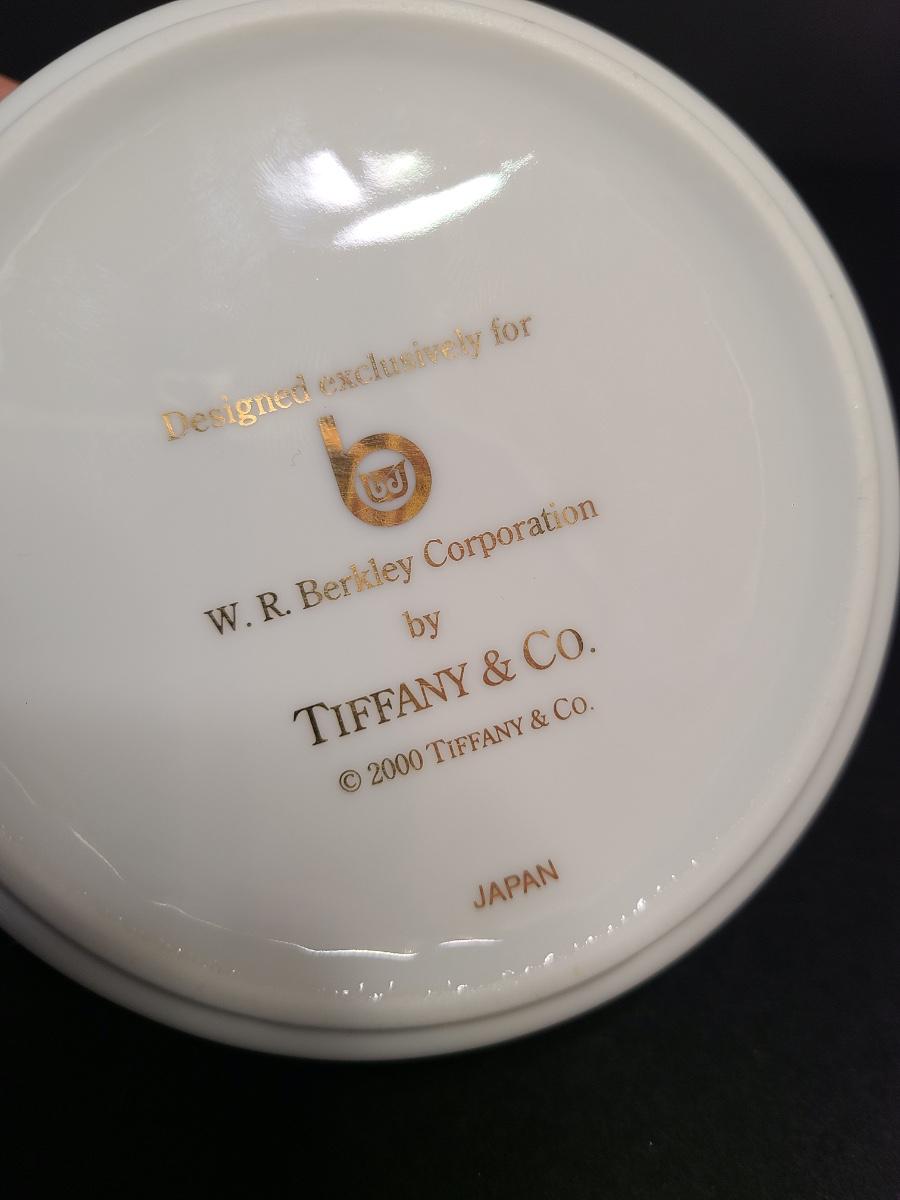 Designed exclusively for
b
W. R. Berkley Corporation
by
TIFFANY & CO.
© 2000 TIFFANY & CO.
JAPAN